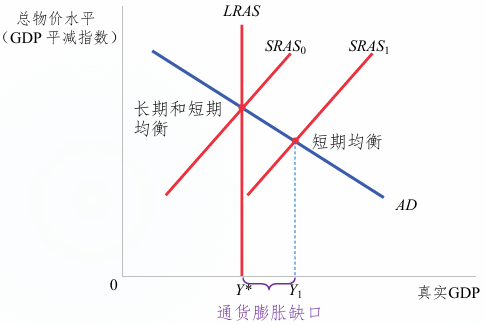 总物价水平
（GDP 平减指数）
LRAS
SRAS₀
SRAS₁
长期和短期
均衡
短期均衡
AD
0
Y*
Y₁
真实GDP
通货膨胀缺口